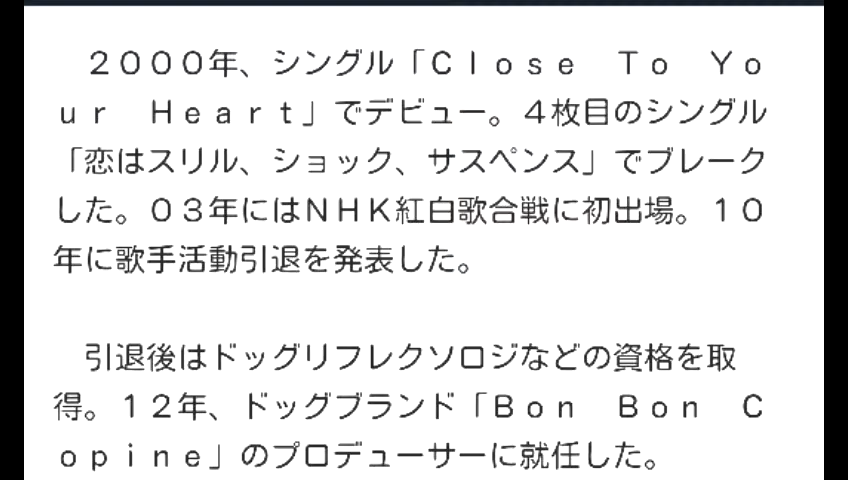 ２０００年、シングル「Ｃｌｏｓｅ　Ｔｏ　Ｙｏ
ｕｒ　Ｈｅａｒｔ」でデビュー。４枚目のシングル
「恋はスリル、ショック、サスペンス」でブレーク
した。０３年にはＮＨＫ紅白歌合戦に初出場。１０
年に歌手活動引退を発表した。
引退後はドッグリフレクソロジなどの資格を取
得。１２年、ドッグブランド「Ｂｏｎ　Ｂｏｎ　Ｃ
ｏｐｉｎｅ」のプロデューサーに就任した。